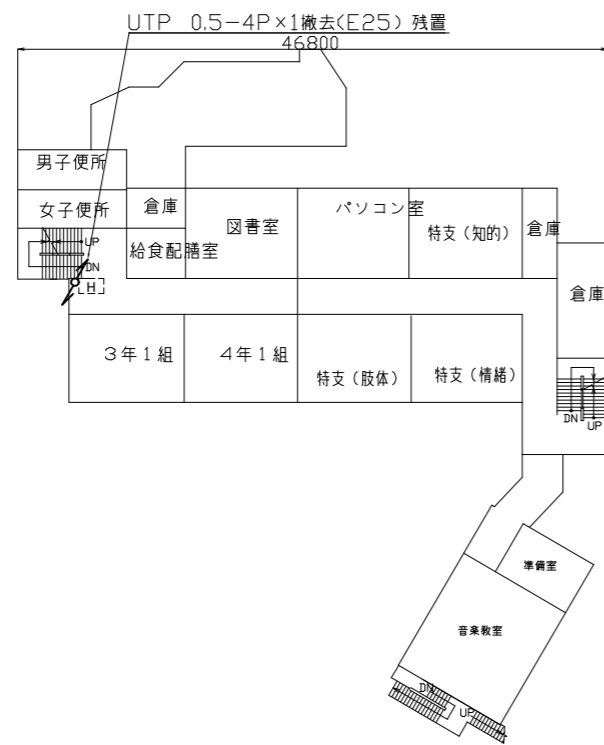 UTP 0.5-4P×1撤去(E25) 残置
46800
男子便所
女子便所
倉庫
図書室
パソコン室
特支(知的)
倉庫
UP
給食配膳室
DN
H
倉庫
3年1組
4年1組
特支(肢体)
特支(情緒)
DN
UP
準備室
音楽教室
DN
UP